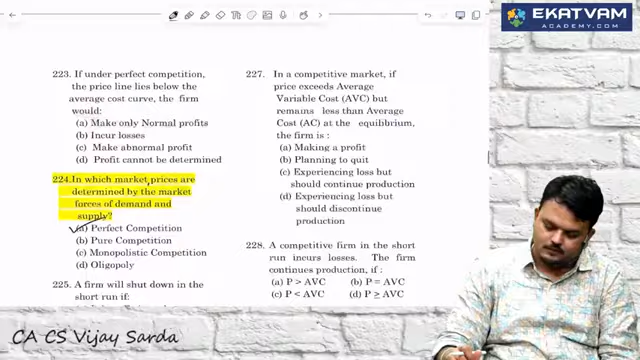 EKATVAM
ACADEMY.COM
223. If under perfect competition,
the price line lies below the
average cost curve, the firm
would:
(a) Make only Normal profits
(b) Incur losses
(c) Make abnormal profit
(d) Profit cannot be determined
224. In which market prices are
determined by the market
forces of demand and
supply?
(a) Perfect Competition
(b) Pure Competition
(c) Monopolistic Competition
(d) Oligopoly
225. A firm will shut down in the
short run if:
227. In a competitive market, if
price exceeds Average
Variable Cost (AVC) but
remains less than Average
Cost (AC) at the equilibrium,
the firm is :
(a) Making a profit
(b) Planning to quit
(c) Experiencing loss but
should continue production
(d) Experiencing loss but
should discontinue
production
228. A competitive firm in the short
run incurs losses. The firm
continues production, if :
(a) P > AVC (b) P = AVC
(c) P < AVC (d) P ≥ AVC
CA CS Vijay Sarda